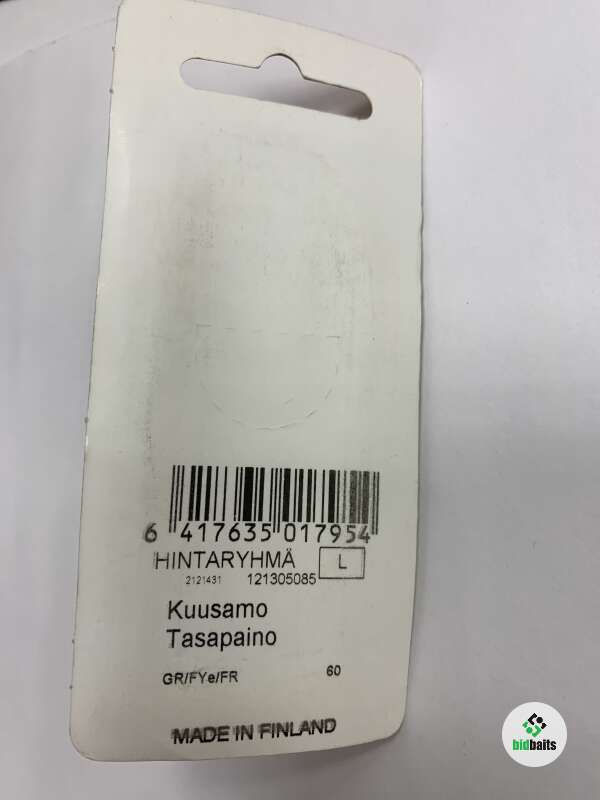 6 417635 017954
HINTARYHMÄ L
2121431 121305085
Kuusamo
Tasapaino
GR/FYe/FR 60
MADE IN FINLAND
bidbaits